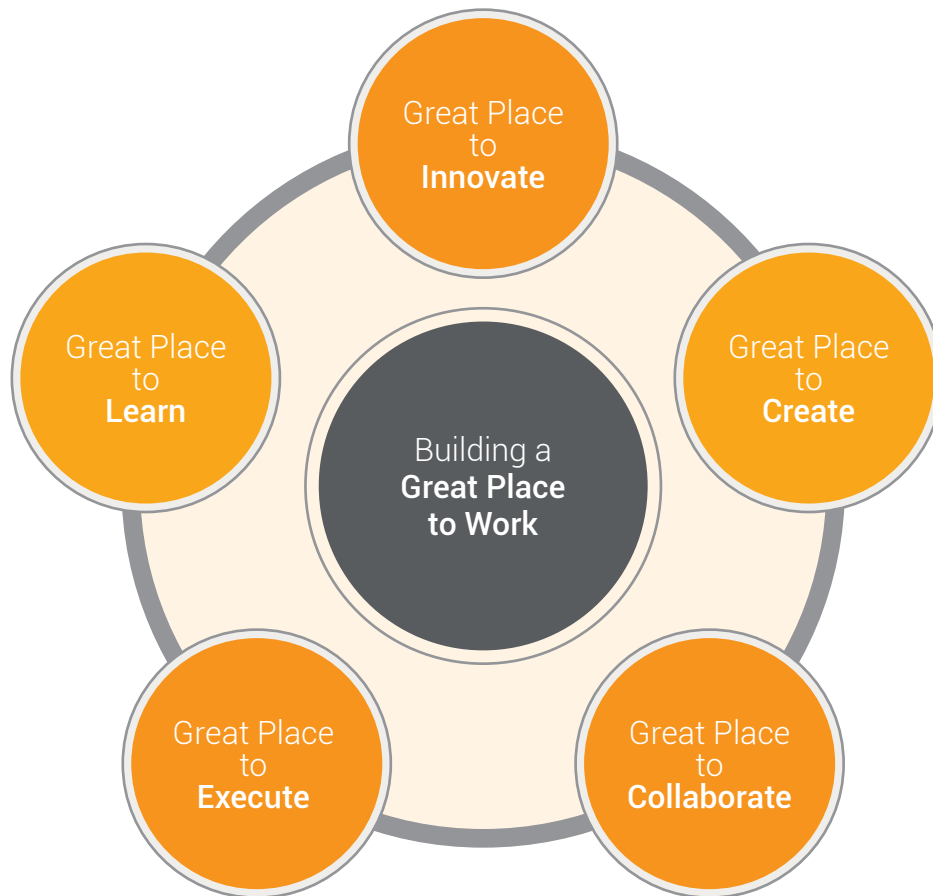 Great Place
to
Innovate
Great Place
to
Learn
Great Place
to
Create
Building a
Great Place
to Work
Great Place
to
Execute
Great Place
to
Collaborate